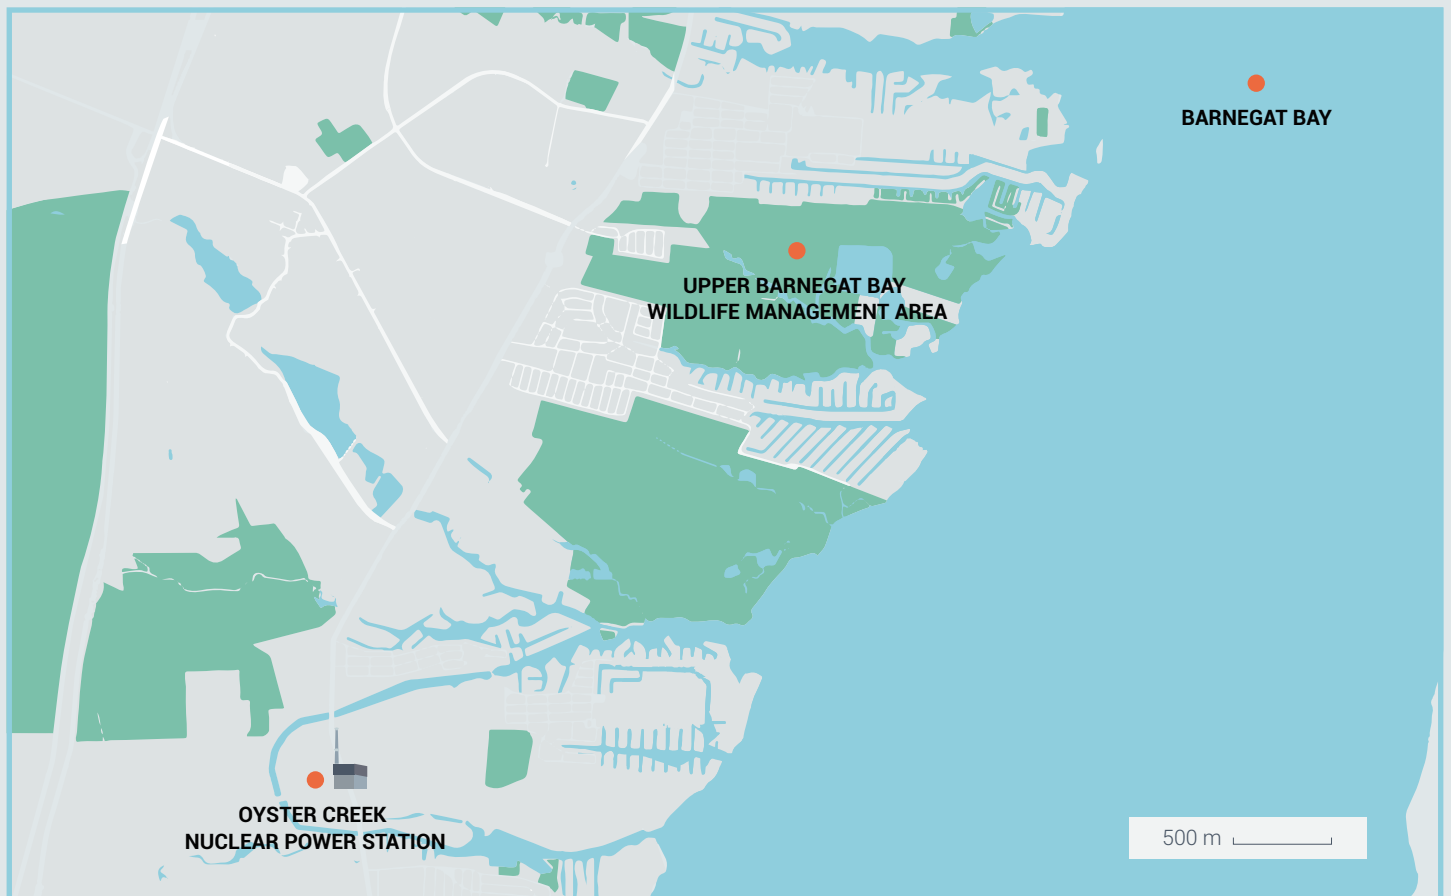 BARNEGAT BAY
UPPER BARNEGAT BAY
WILDLIFE MANAGEMENT AREA
OYSTER CREEK
NUCLEAR POWER STATION
500 m